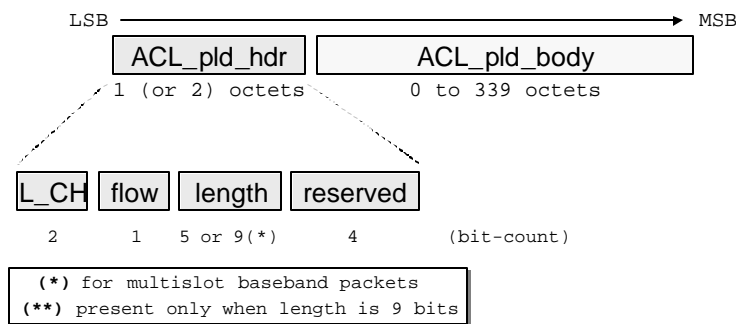 LSB MSB
ACL_pld_hdr ACL_pld_body
1 (or 2) octets 0 to 339 octets
L_CH flow length reserved
2 1 5 or 9(*) 4 (bit-count)
(*) for multislot baseband packets
(**) present only when length is 9 bits